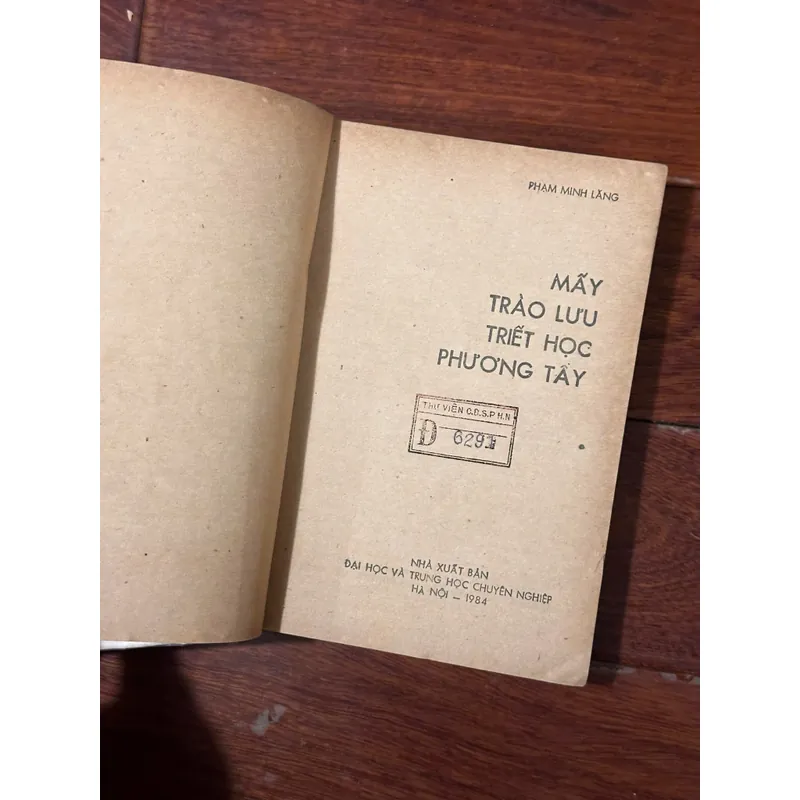 PHẠM MINH LĂNG
MẤY
TRÀO LƯU
TRIẾT HỌC
PHƯƠNG TÂY
THƯ VIỆN C.Đ.S.P H.N
Đ 6291
NHÀ XUẤT BẢN
ĐẠI HỌC VÀ TRUNG HỌC CHUYÊN NGHIỆP
HÀ NỘI – 1984